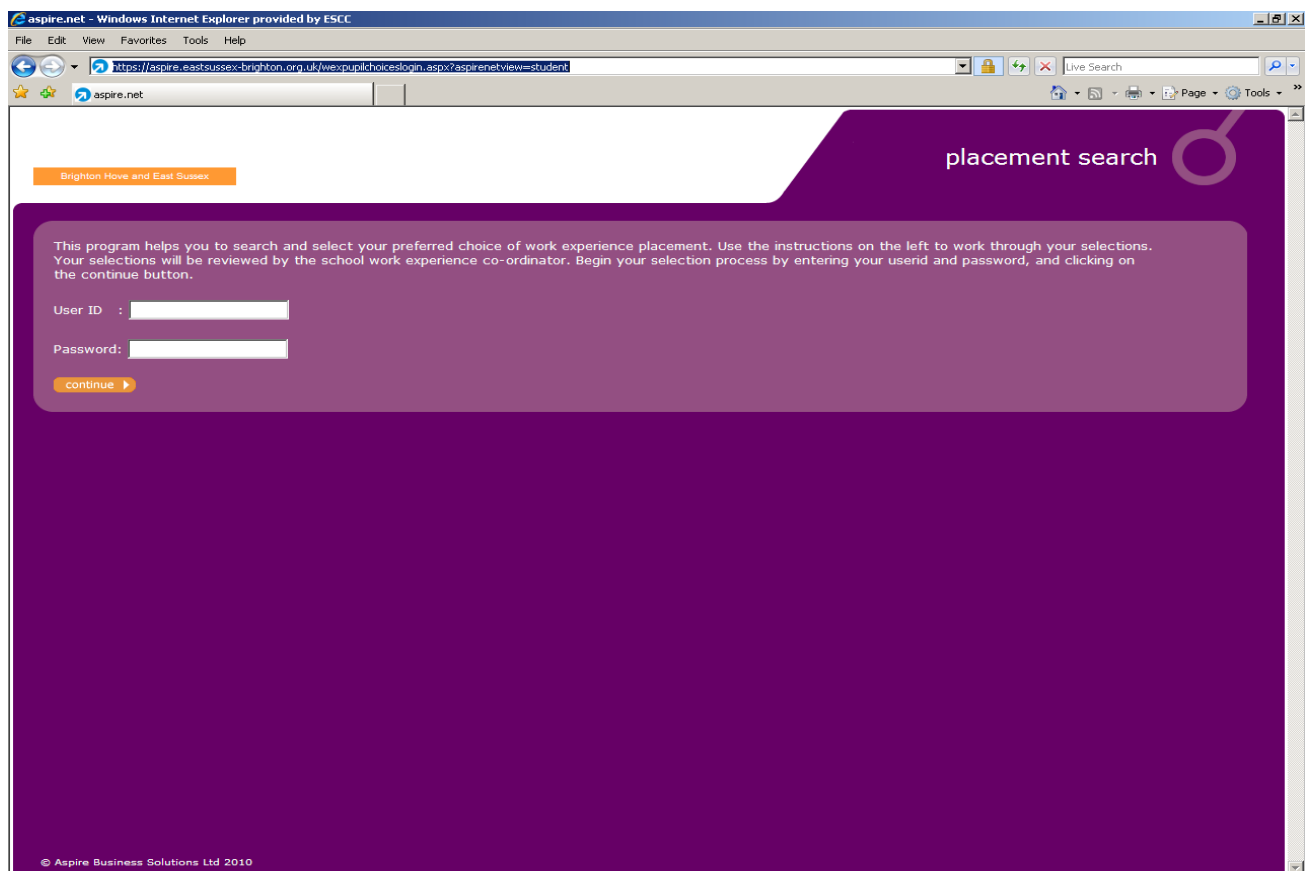 aspire.net - Windows Internet Explorer provided by ESCC
File Edit View Favorites Tools Help
https://aspire.eastsussex-brighton.org.uk/wexpupilchoiceslogin.aspx?aspirenetview=student Live Search
aspire.net Page Tools
placement search
Brighton Hove and East Sussex
This program helps you to search and select your preferred choice of work experience placement. Use the instructions on the left to work through your selections.
Your selections will be reviewed by the school work experience co-ordinator. Begin your selection process by entering your userid and password, and clicking on
the continue button.
User ID :
Password:
continue
© Aspire Business Solutions Ltd 2010